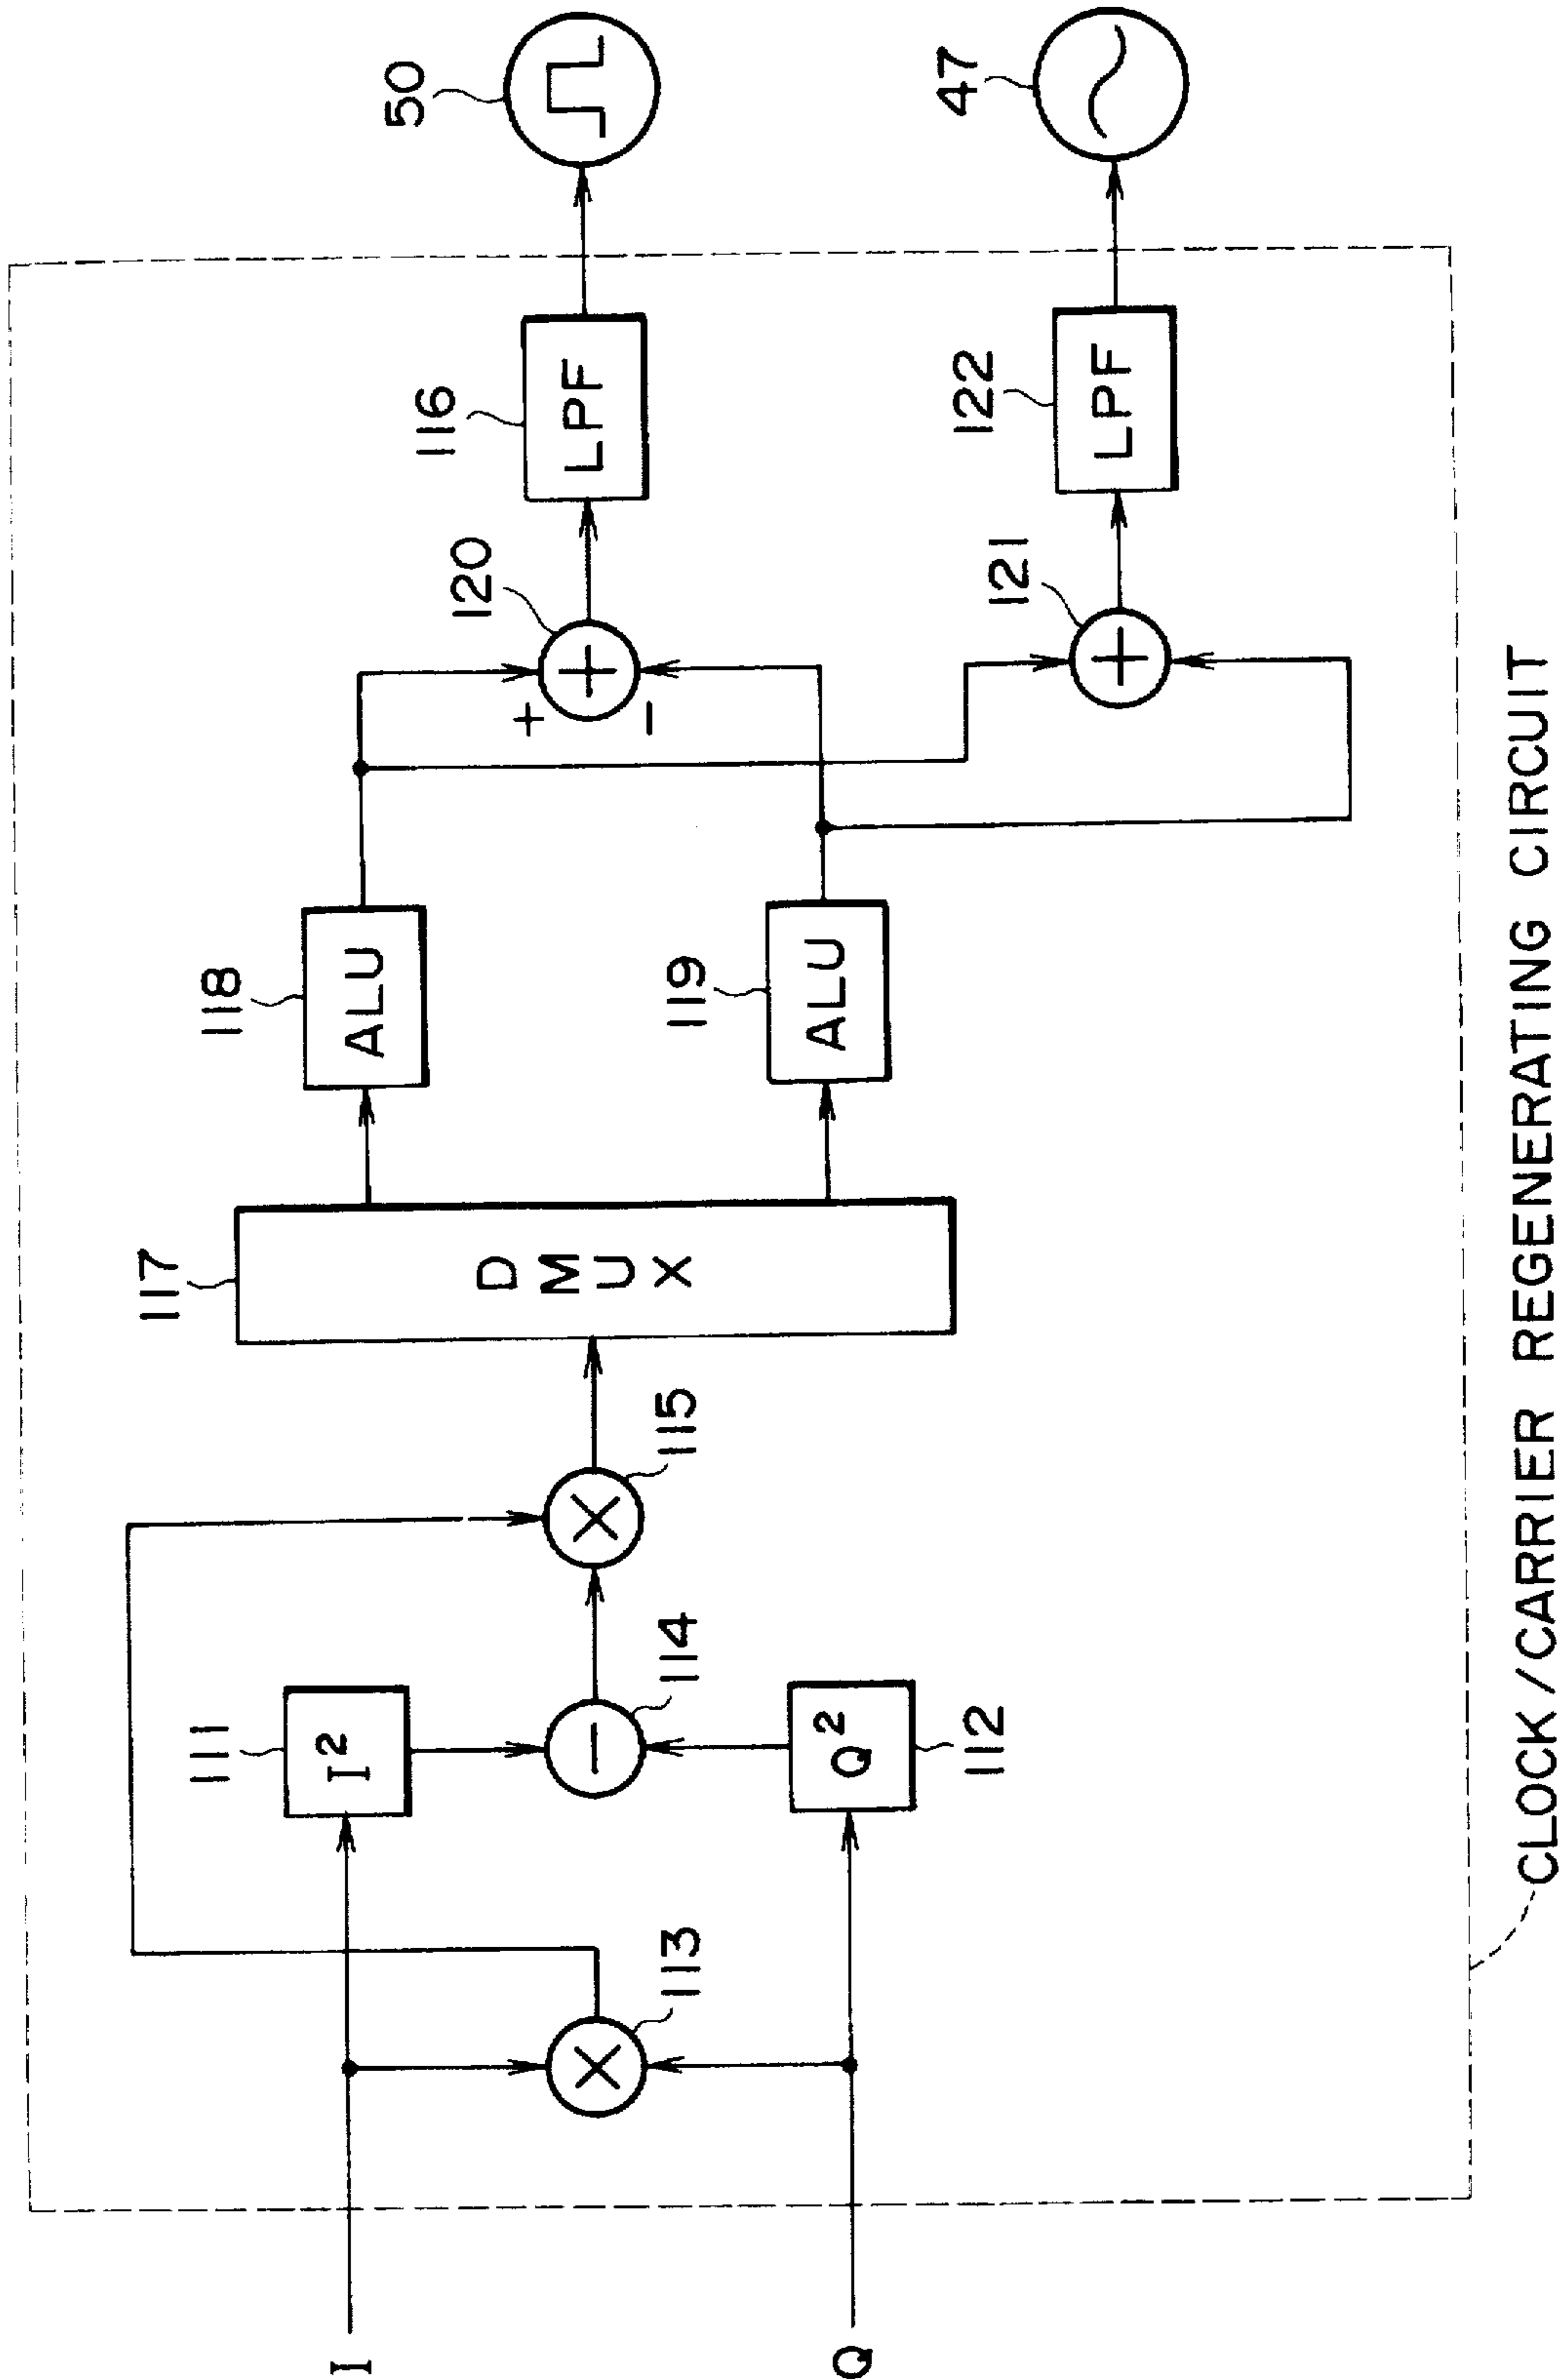 I
Q
113
×
111
I²
114
−
112
Q²
115
×
117
D
M
U
X
118
ALU
119
ALU
120
+
+
−
121
+
116
LPF
122
LPF
50
47
CLOCK/CARRIER REGENERATING CIRCUIT